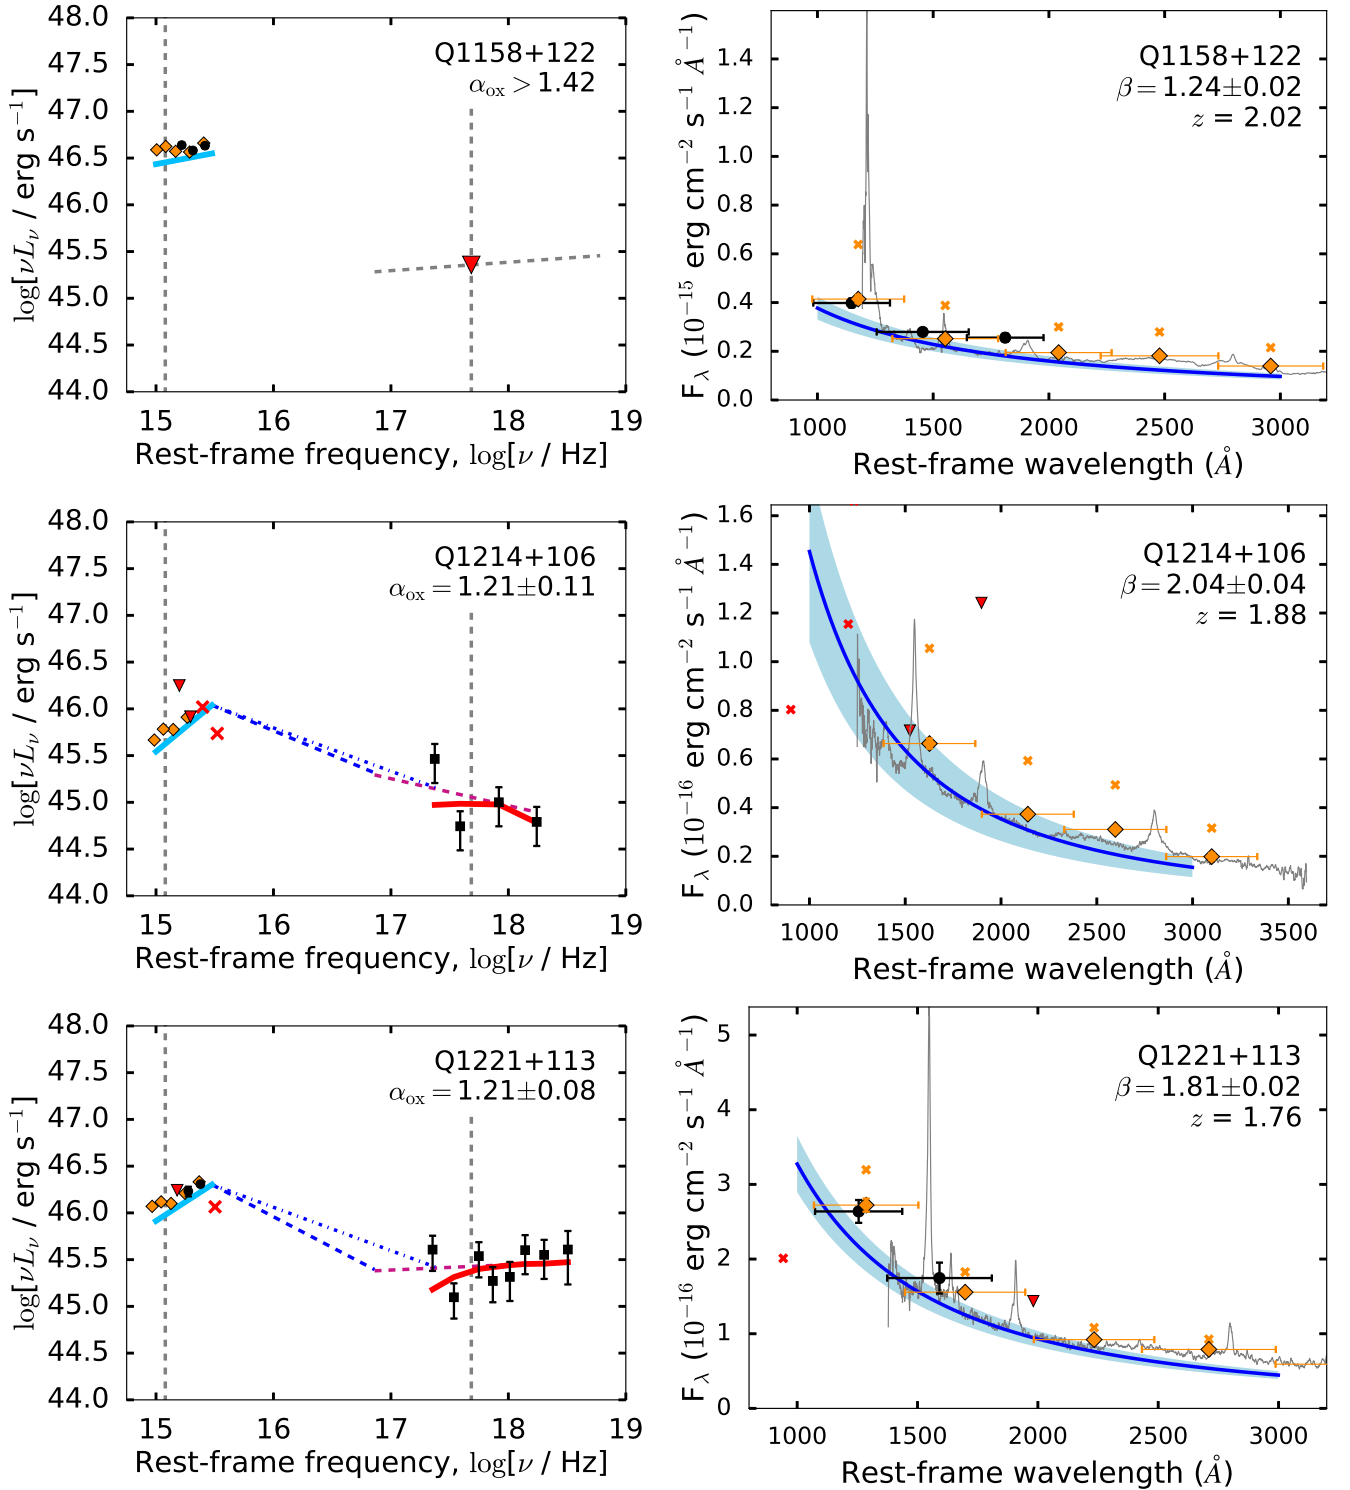 48.0
47.5
47.0
46.5
46.0
45.5
45.0
44.5
44.0
15 16 17 18 19
log[νLν / erg s⁻¹]
Rest-frame frequency, log[ν / Hz]
Q1158+122
αox > 1.42
1.4
1.2
1.0
0.8
0.6
0.4
0.2
0.0
1000 1500 2000 2500 3000
Fλ (10⁻¹⁵ erg cm⁻² s⁻¹ Å⁻¹)
Rest-frame wavelength (Å)
Q1158+122
β = 1.24±0.02
z = 2.02
48.0
47.5
47.0
46.5
46.0
45.5
45.0
44.5
44.0
15 16 17 18 19
log[νLν / erg s⁻¹]
Rest-frame frequency, log[ν / Hz]
Q1214+106
αox = 1.21±0.11
1.6
1.4
1.2
1.0
0.8
0.6
0.4
0.2
0.0
1000 1500 2000 2500 3000 3500
Fλ (10⁻¹⁶ erg cm⁻² s⁻¹ Å⁻¹)
Rest-frame wavelength (Å)
Q1214+106
β = 2.04±0.04
z = 1.88
48.0
47.5
47.0
46.5
46.0
45.5
45.0
44.5
44.0
15 16 17 18 19
log[νLν / erg s⁻¹]
Rest-frame frequency, log[ν / Hz]
Q1221+113
αox = 1.21±0.08
5
4
3
2
1
0
1000 1500 2000 2500 3000
Fλ (10⁻¹⁶ erg cm⁻² s⁻¹ Å⁻¹)
Rest-frame wavelength (Å)
Q1221+113
β = 1.81±0.02
z = 1.76